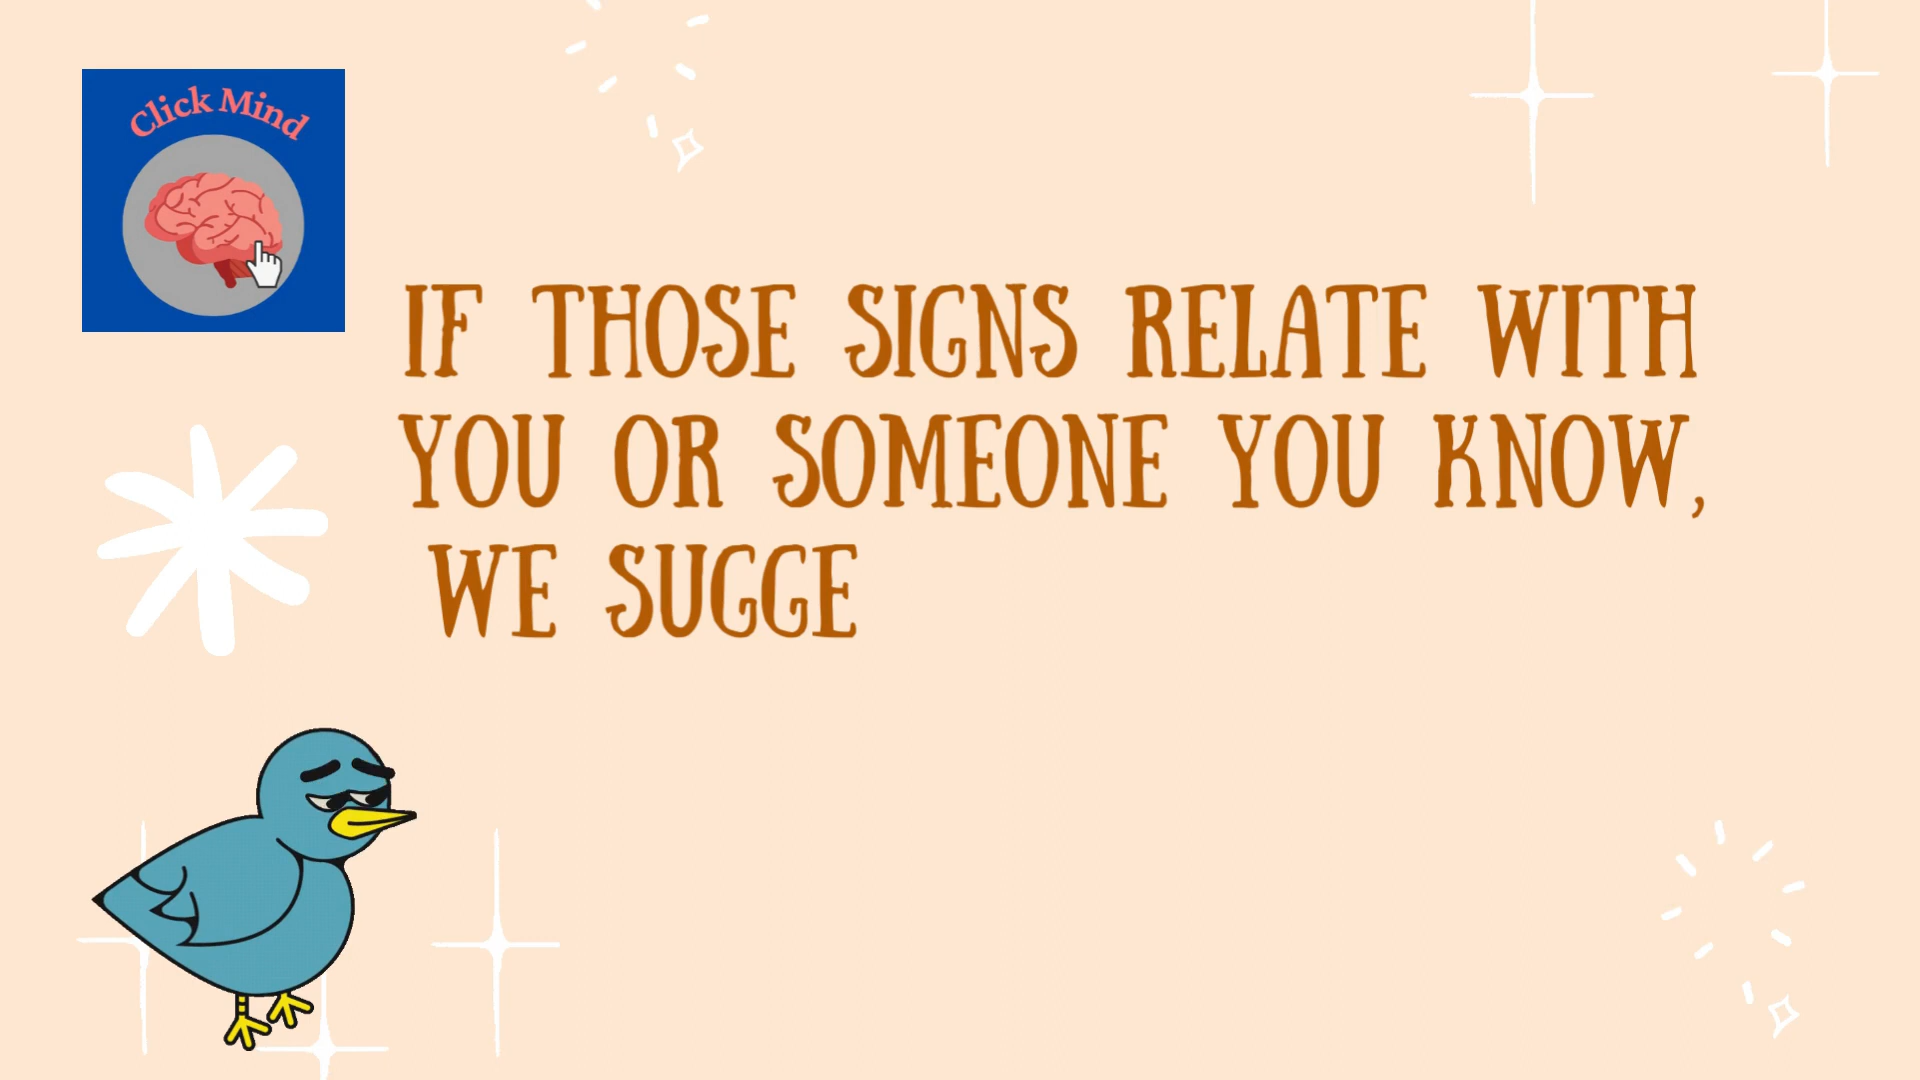 Click Mind
IF THOSE SIGNS RELATE WITH
YOU OR SOMEONE YOU KNOW,
WE SUGGE